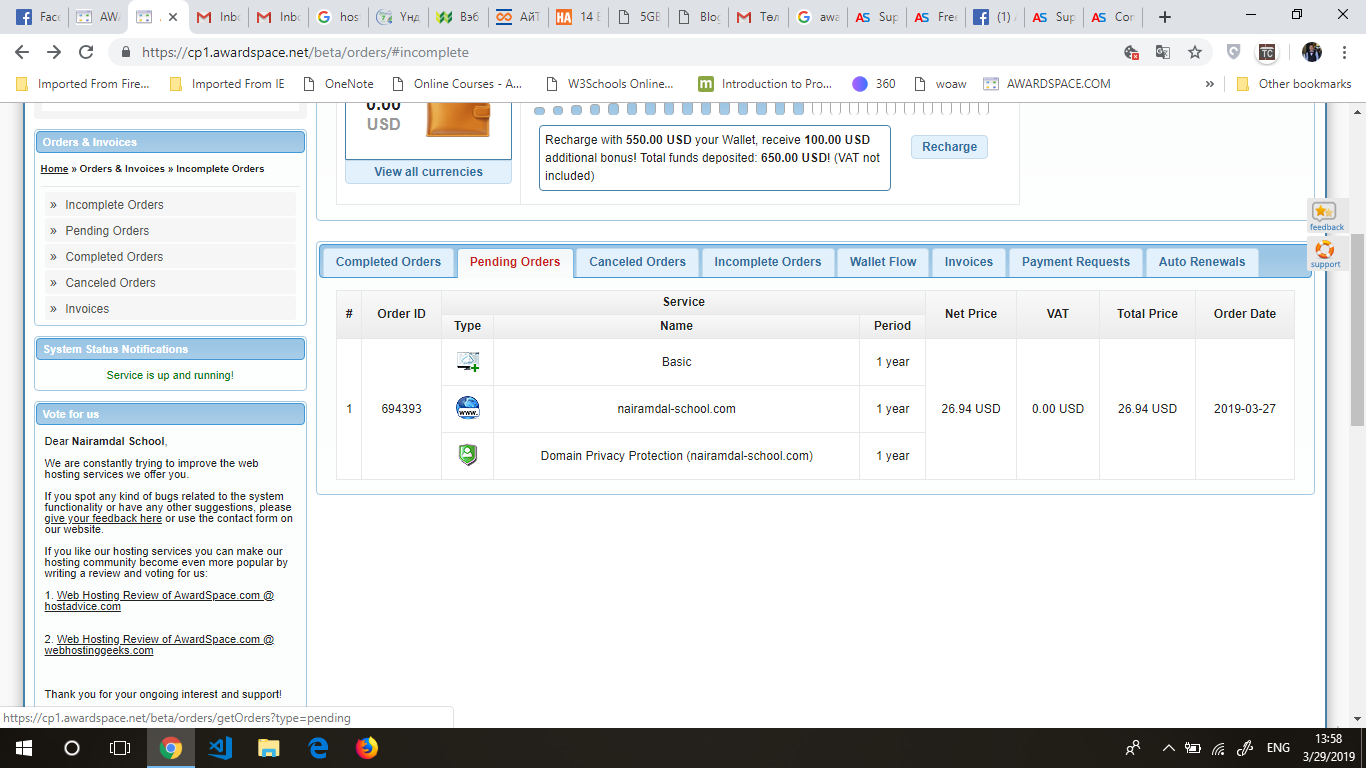 Face
AWA
A
Inbo
Inbo
hos
Үнд
Вэб
АйТ
14 E
5GE
Blog
Төл
awa
Sup
Free
(1) A
Sup
Cor
https://cp1.awardspace.net/beta/orders/#incomplete
Imported From Fire...
Imported From IE
OneNote
Online Courses - A...
W3Schools Online...
Introduction to Pro...
360
woaw
AWARDSPACE.COM
»
Other bookmarks
0.00
USD
View all currencies
Recharge with 550.00 USD your Wallet, receive 100.00 USD
additional bonus! Total funds deposited: 650.00 USD! (VAT not
included)
Recharge
feedback
support
Orders & Invoices
Home » Orders & Invoices » Incomplete Orders
» Incomplete Orders
» Pending Orders
» Completed Orders
» Canceled Orders
» Invoices
System Status Notifications
Service is up and running!
Vote for us
Dear Nairamdal School,
We are constantly trying to improve the web
hosting services we offer you.
If you spot any kind of bugs related to the system
functionality or have any other suggestions, please
give your feedback here or use the contact form on
our website.
If you like our hosting services you can make our
hosting community become even more popular by
writing a review and voting for us:
1. Web Hosting Review of AwardSpace.com @
hostadvice.com
2. Web Hosting Review of AwardSpace.com @
webhostinggeeks.com
Thank you for your ongoing interest and support!
Completed Orders
Pending Orders
Canceled Orders
Incomplete Orders
Wallet Flow
Invoices
Payment Requests
Auto Renewals
# Order ID Service Net Price VAT Total Price Order Date
Type Name Period
Basic 1 year
1 694393 www. nairamdal-school.com 1 year 26.94 USD 0.00 USD 26.94 USD 2019-03-27
Domain Privacy Protection (nairamdal-school.com) 1 year
https://cp1.awardspace.net/beta/orders/getOrders?type=pending
ENG
13:58
3/29/2019